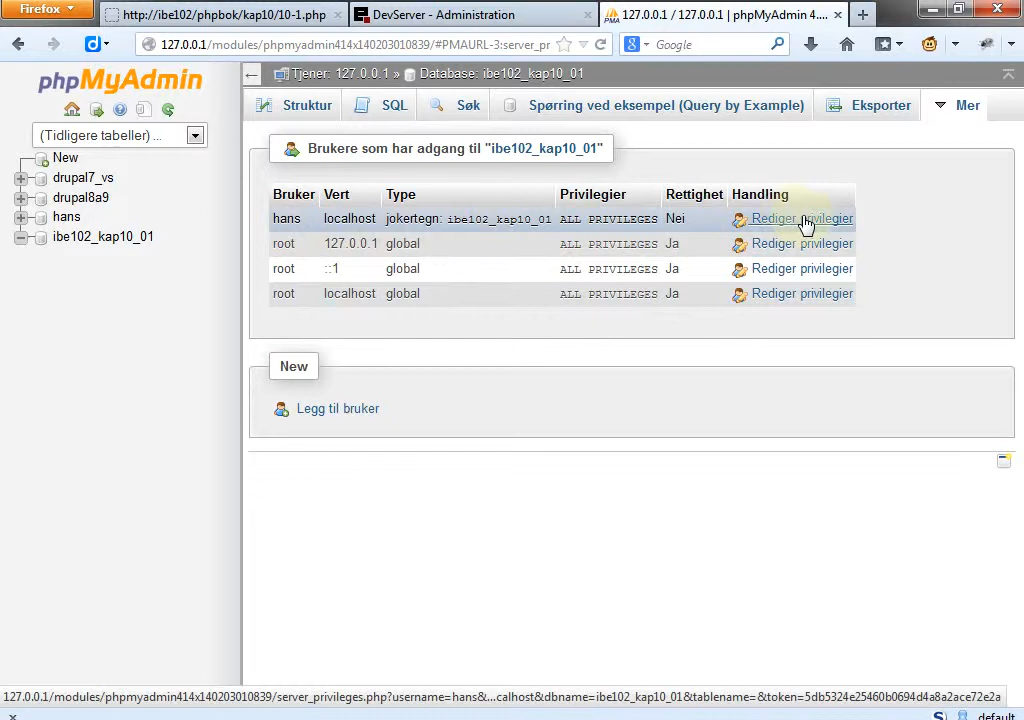 Firefox
http://ibe102/phpbok/kap10/10-1.php
DevServer - Administration
127.0.0.1 / 127.0.0.1 | phpMyAdmin 4....
127.0.0.1/modules/phpmyadmin414x140203010839/#PMAURL-3:server_pr
Google
phpMyAdmin
(Tidligere tabeller) ...
New
drupal7_vs
drupal8a9
hans
ibe102_kap10_01
Tjener: 127.0.0.1 » Database: ibe102_kap10_01
Struktur SQL Søk Spørring ved eksempel (Query by Example) Eksporter Mer
Brukere som har adgang til "ibe102_kap10_01"
Bruker Vert Type Privilegier Rettighet Handling
hans localhost jokertegn: ibe102_kap10_01 ALL PRIVILEGES Nei Rediger privilegier
root 127.0.0.1 global ALL PRIVILEGES Ja Rediger privilegier
root ::1 global ALL PRIVILEGES Ja Rediger privilegier
root localhost global ALL PRIVILEGES Ja Rediger privilegier
New
Legg til bruker
127.0.0.1/modules/phpmyadmin414x140203010839/server_privileges.php?username=hans&...calhost&dbname=ibe102_kap10_01&tablename=&token=5db5324e25460b0694d4a8a2ace72e2a
default